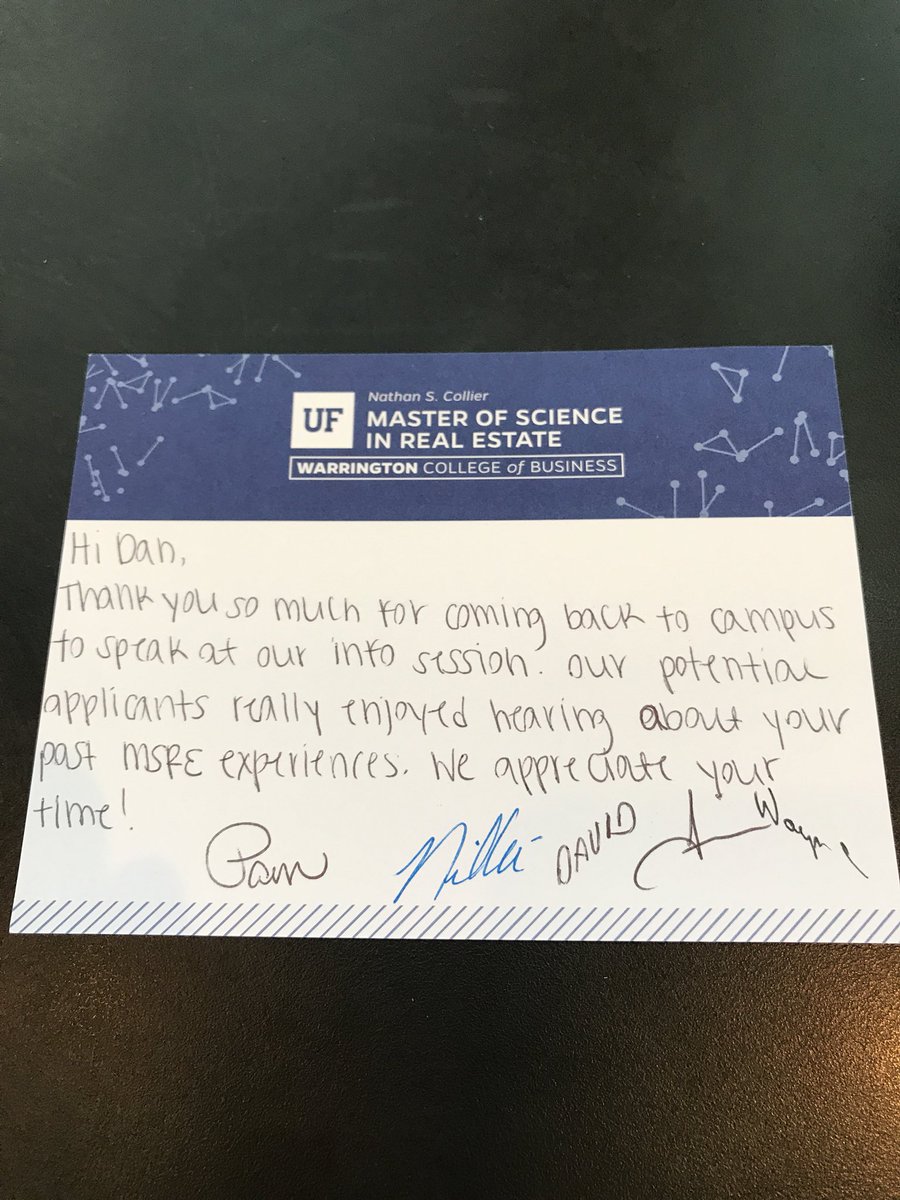 UF
Nathan S. Collier
MASTER OF SCIENCE
IN REAL ESTATE
WARRINGTON COLLEGE of BUSINESS
Hi Dan,
Thank you so much for coming back to campus
to speak at our info session. Our potential
applicants really enjoyed hearing about your
past MSRE experiences. We appreciate your
time!
Pam DAVID Wayne